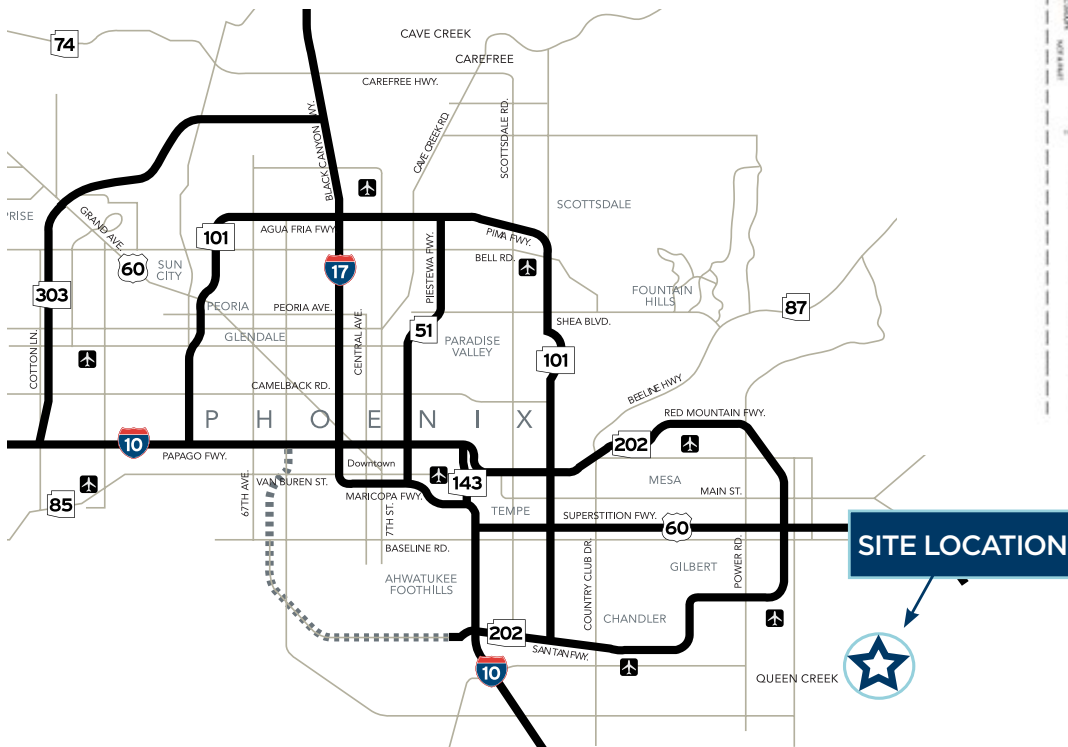 CAVE CREEK
74
CAREFREE
CAREFREE HWY.
BLACK CANYON FWY.
CAVE CREEK RD.
SCOTTSDALE RD.
PRISE
GRAND AVE.
SCOTTSDALE
101
AGUA FRIA FWY.
PIMA FWY.
60
SUN
CITY
17
PIESTEWA FWY.
BELL RD.
303
PEORIA
PEORIA AVE.
FOUNTAIN
HILLS
87
GLENDALE
51
SHEA BLVD.
COTTON LN.
CENTRAL AVE.
PARADISE
VALLEY
101
CAMELBACK RD.
BEELINE HWY
PHOENIX
RED MOUNTAIN FWY.
10
202
PAPAGO FWY.
Downtown
67TH AVE.
VAN BUREN ST.
143
MESA
85
MARICOPA FWY.
MAIN ST.
7TH ST.
TEMPE
SUPERSTITION FWY.
60
SITE LOCATION
BASELINE RD.
COUNTRY CLUB DR.
POWER RD.
AHWATUKEE
FOOTHILLS
GILBERT
CHANDLER
202
SANTAN FWY.
10
QUEEN CREEK